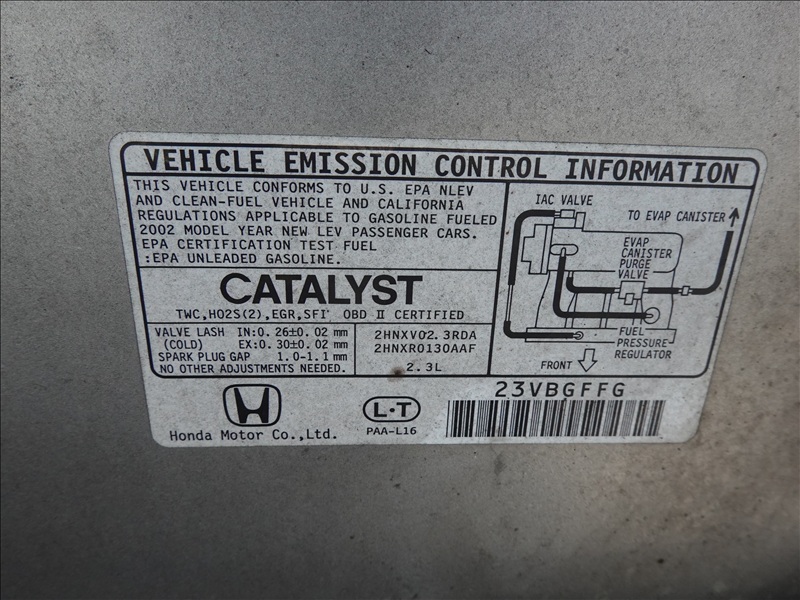 VEHICLE EMISSION CONTROL INFORMATION
THIS VEHICLE CONFORMS TO U.S. EPA NLEV
AND CLEAN-FUEL VEHICLE AND CALIFORNIA
REGULATIONS APPLICABLE TO GASOLINE FUELED
2002 MODEL YEAR NEW LEV PASSENGER CARS.
EPA CERTIFICATION TEST FUEL
:EPA UNLEADED GASOLINE.
CATALYST
TWC,HO2S(2),EGR,SFI OBD II CERTIFIED
VALVE LASH IN:0.26±0.02 mm
(COLD) EX:0.30±0.02 mm
SPARK PLUG GAP 1.0-1.1 mm
NO OTHER ADJUSTMENTS NEEDED.
2HNXV02.3RDA
2HNXR0130AAF
2.3L
IAC VALVE
TO EVAP CANISTER
EVAP
CANISTER
PURGE
VALVE
FUEL
PRESSURE
REGULATOR
FRONT
Honda Motor Co.,Ltd.
L·T
PAA-L16
23VBGFFG